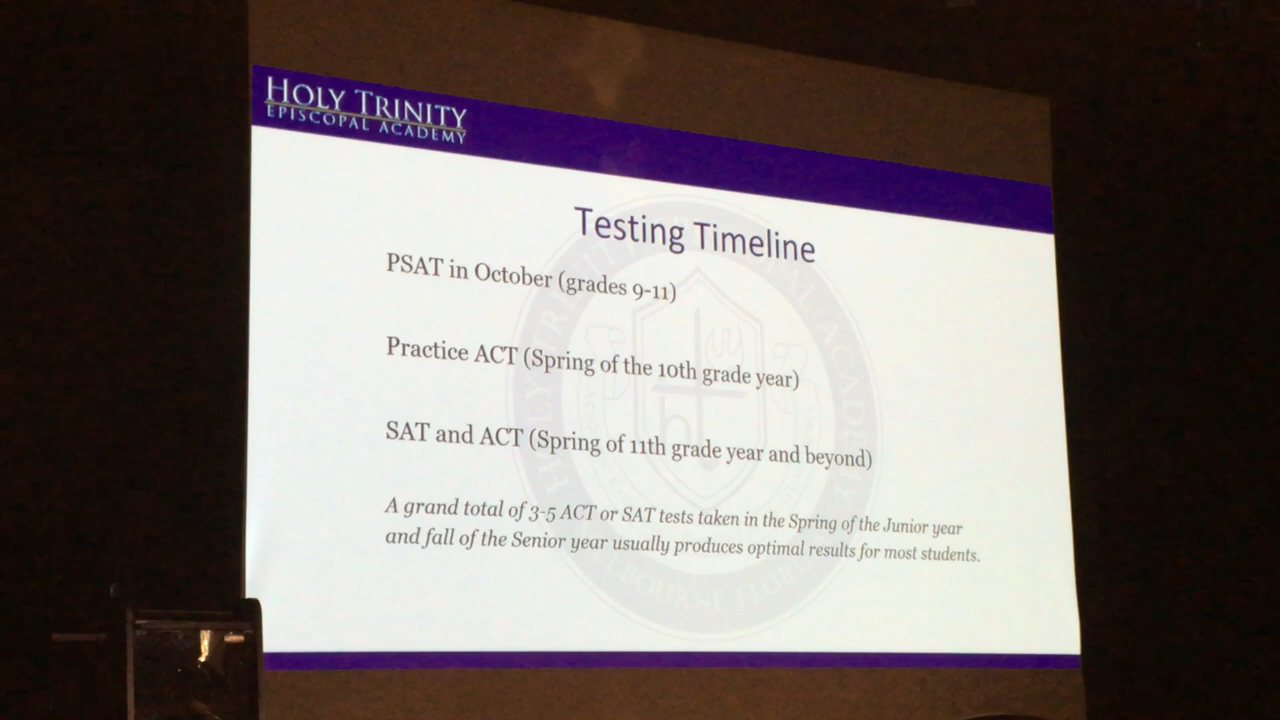 HOLY TRINITY
EPISCOPAL ACADEMY
Testing Timeline
PSAT in October (grades 9-11)
Practice ACT (Spring of the 10th grade year)
SAT and ACT (Spring of 11th grade year and beyond)
A grand total of 3-5 ACT or SAT tests taken in the Spring of the Junior year
and fall of the Senior year usually produces optimal results for most students.